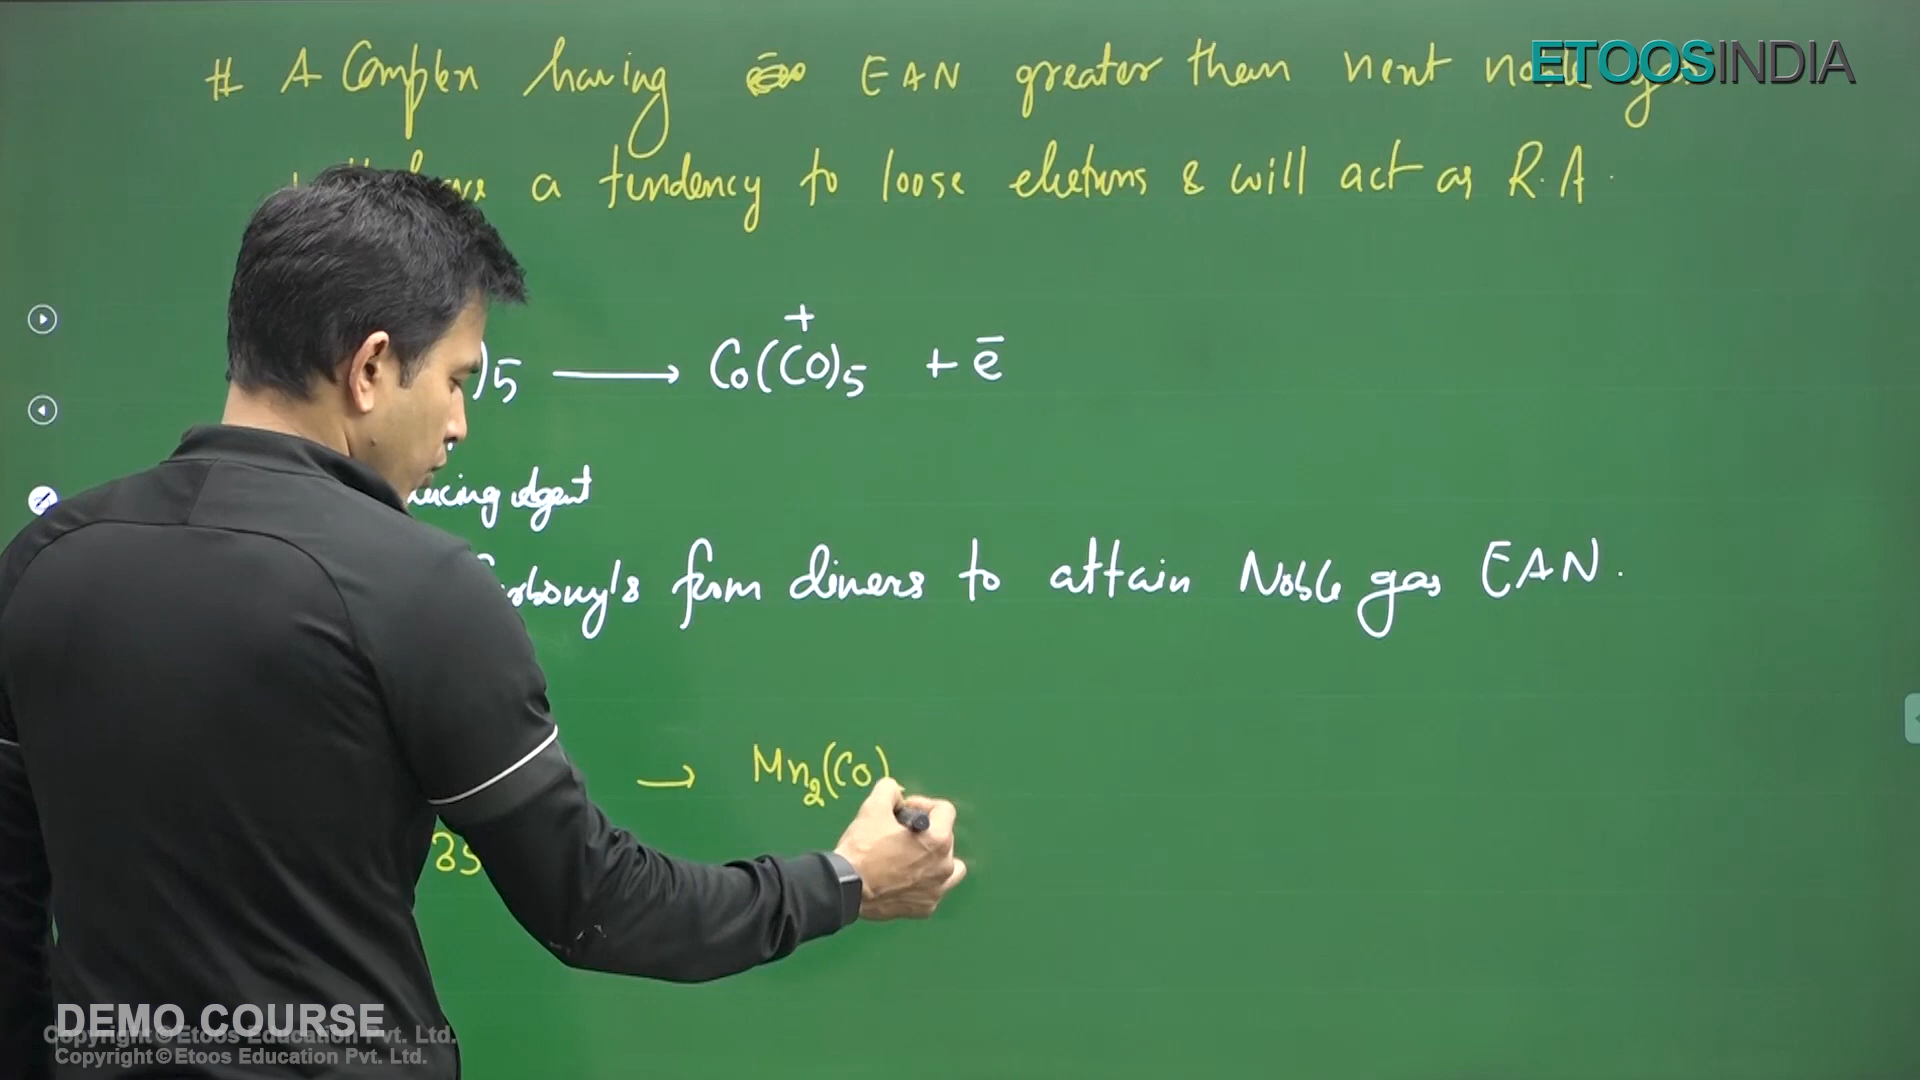 # A Complex having EAN greater than next noble gas
a tendency to loose electrons & will act as R.A.
ETOOSINDIA
)5 ⟶ Co(CO)5 + + e̅
ucing agent
arbonyls form dimers to attain Noble gas EAN.
→ Mn2(CO)
35
DEMO COURSE
Copyright © Etoos Education Pvt. Ltd.
Copyright © Etoos Education Pvt. Ltd.